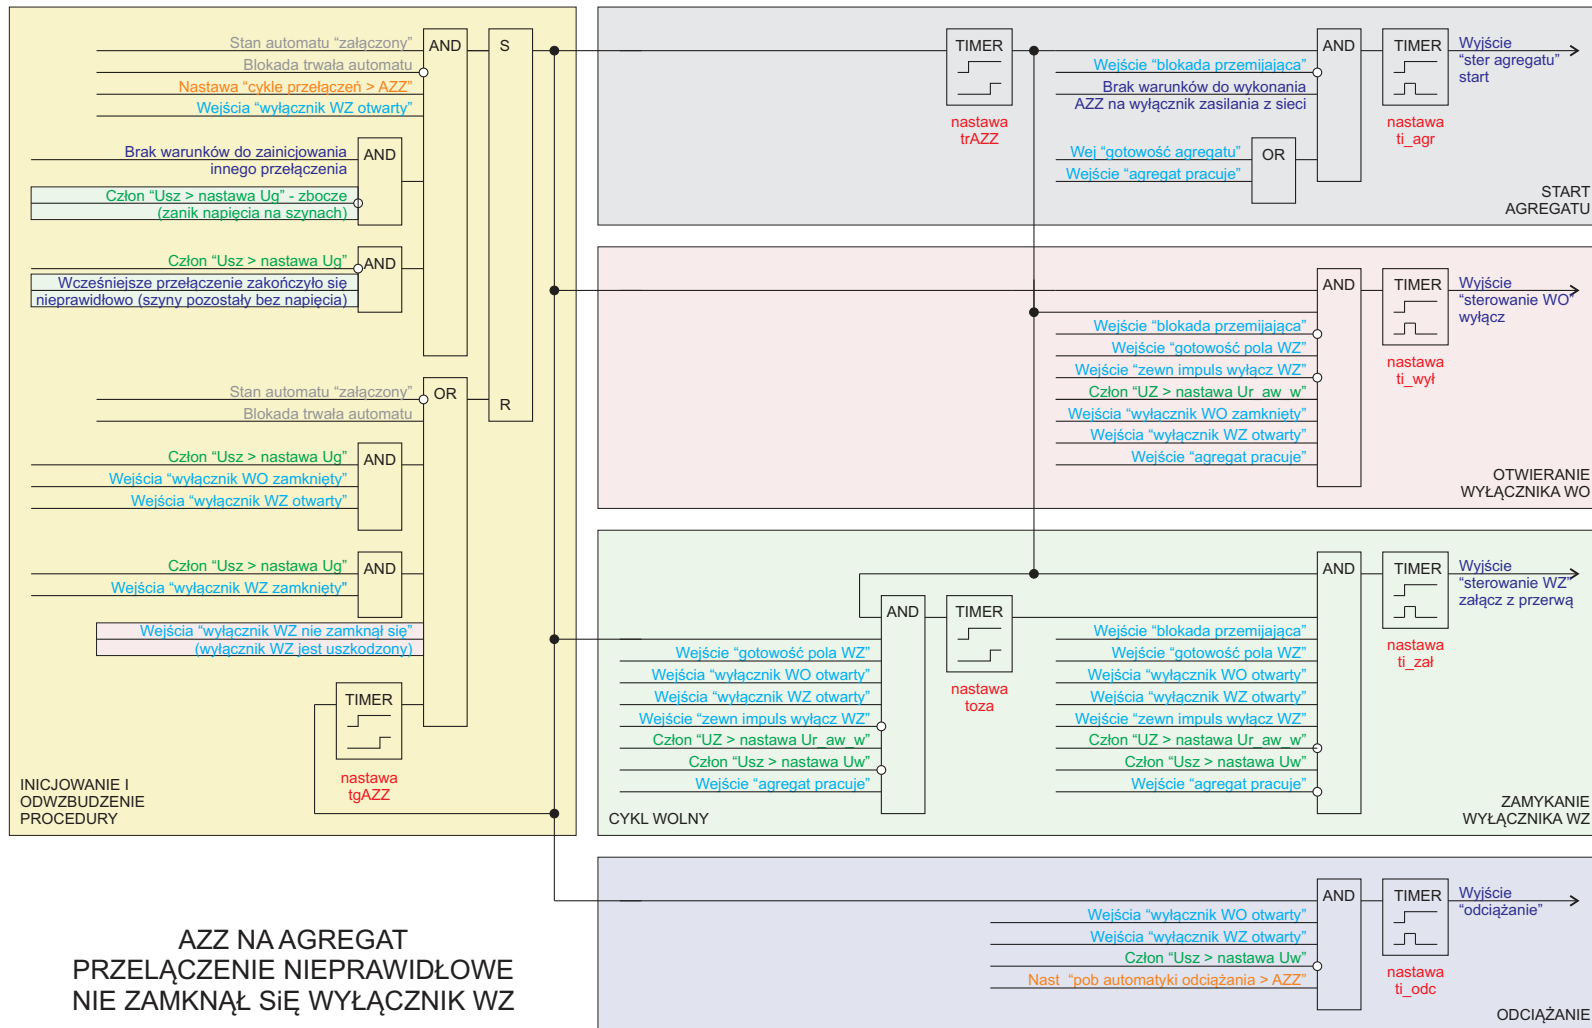 Stan automatu “załączony”
Blokada trwała automatu
Nastawa “cykle przełączeń > AZZ”
Wejścia “wyłącznik WZ otwarty”
AND
S
Brak warunków do zainicjowania
innego przełączenia
AND
Człon “Usz > nastawa Ug” - zbocze
(zanik napięcia na szynach)
Człon “Usz > nastawa Ug”
AND
Wcześniejsze przełączenie zakończyło się
nieprawidłowo (szyny pozostały bez napięcia)
Stan automatu “załączony”
Blokada trwała automatu
OR
R
Człon “Usz > nastawa Ug”
AND
Wejścia “wyłącznik WO zamknięty”
Wejścia “wyłącznik WZ otwarty”
Człon “Usz > nastawa Ug”
AND
Wejścia “wyłącznik WZ zamknięty”
Wejścia “wyłącznik WZ nie zamknął się”
(wyłącznik WZ jest uszkodzony)
TIMER
nastawa
tgAZZ
INICJOWANIE I
ODWZBUDZENIE
PROCEDURY
TIMER
nastawa
trAZZ
Wejście “blokada przemijająca”
Brak warunków do wykonania
AZZ na wyłącznik zasilania z sieci
Wej “gotowość agregatu”
Wejście “agregat pracuje”
OR
AND
TIMER
nastawa
ti_agr
Wyjście
“ster agregatu”
start
START
AGREGATU
AND
TIMER
nastawa
ti_wył
Wyjście
“sterowanie WO”
wyłącz
Wejście “blokada przemijająca”
Wejście “gotowość pola WZ”
Wejście “zewn impuls wyłącz WZ”
Człon “UZ > nastawa Ur_aw_w”
Wejścia “wyłącznik WO zamknięty”
Wejścia “wyłącznik WZ otwarty”
Wejście “agregat pracuje”
OTWIERANIE
WYŁĄCZNIKA WO
AND
TIMER
nastawa
toza
Wejście “gotowość pola WZ”
Wejścia “wyłącznik WO otwarty”
Wejścia “wyłącznik WZ otwarty”
Wejście “zewn impuls wyłącz WZ”
Człon “UZ > nastawa Ur_aw_w”
Człon “Usz > nastawa Uw”
Wejście “agregat pracuje”
CYKL WOLNY
AND
TIMER
nastawa
ti_zał
Wyjście
“sterowanie WZ”
załącz z przerwą
Wejście “blokada przemijająca”
Wejście “gotowość pola WZ”
Wejścia “wyłącznik WO otwarty”
Wejścia “wyłącznik WZ otwarty”
Wejście “zewn impuls wyłącz WZ”
Człon “UZ > nastawa Ur_aw_w”
Człon “Usz > nastawa Uw”
Wejście “agregat pracuje”
ZAMYKANIE
WYŁĄCZNIKA WZ
AND
TIMER
nastawa
ti_odc
Wyjście
“odciążanie”
Wejścia “wyłącznik WO otwarty”
Wejścia “wyłącznik WZ otwarty”
Człon “Usz > nastawa Uw”
Nast “pob automatyki odciążania > AZZ”
ODCIĄŻANIE
AZZ NA AGREGAT
PRZELĄCZENIE NIEPRAWIDŁOWE
NIE ZAMKNĄŁ SiĘ WYŁĄCZNIK WZ